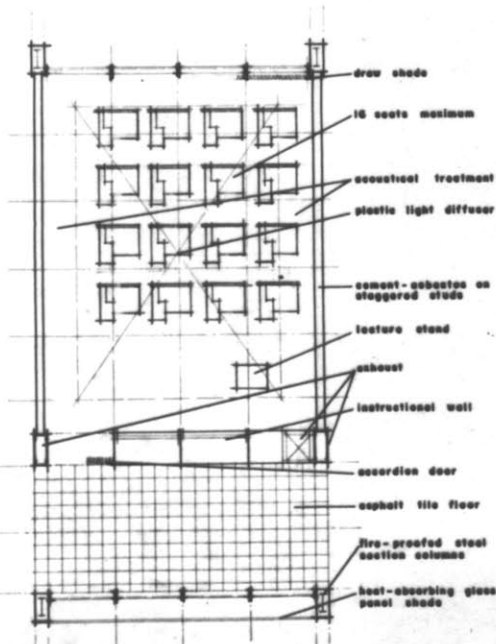 draw shade
16 seats maximum
acoustical treatment
plastic light diffuser
cement-asbestos on
staggered studs
lecture stand
exhaust
instructional wall
accordion door
asphalt tile floor
fire-proofed steel
section columns
heat-absorbing glass
panel shade